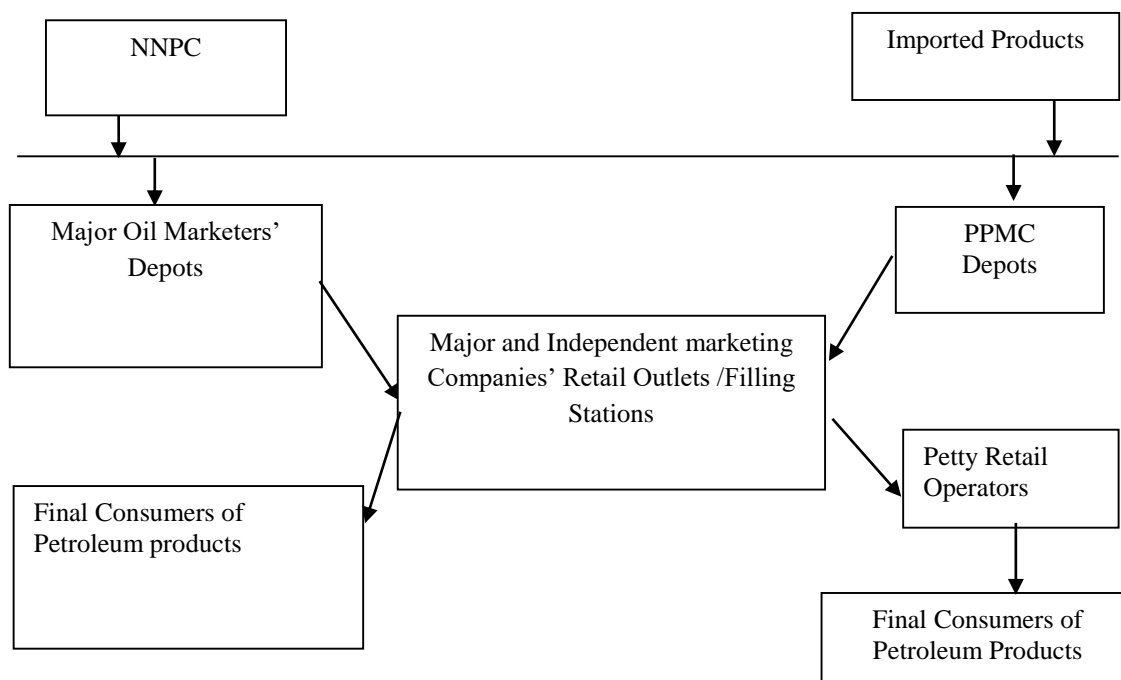 NNPC
Imported Products
Major Oil Marketers’
Depots
PPMC
Depots
Major and Independent marketing
Companies’ Retail Outlets /Filling
Stations
Petty Retail
Operators
Final Consumers of
Petroleum products
Final Consumers of
Petroleum Products